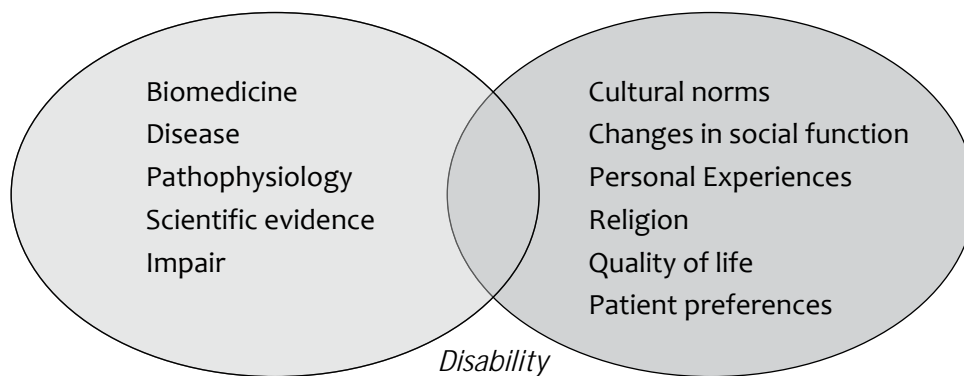 Biomedicine
Disease
Pathophysiology
Scientific evidence
Impair
Cultural norms
Changes in social function
Personal Experiences
Religion
Quality of life
Patient preferences
Disability